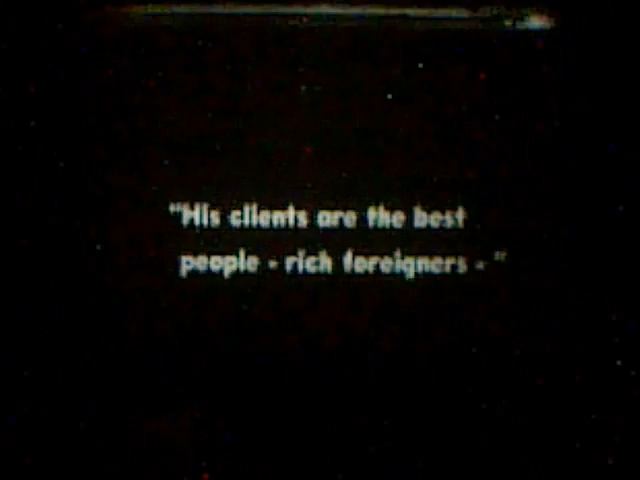 "His clients are the best
people - rich foreigners - "